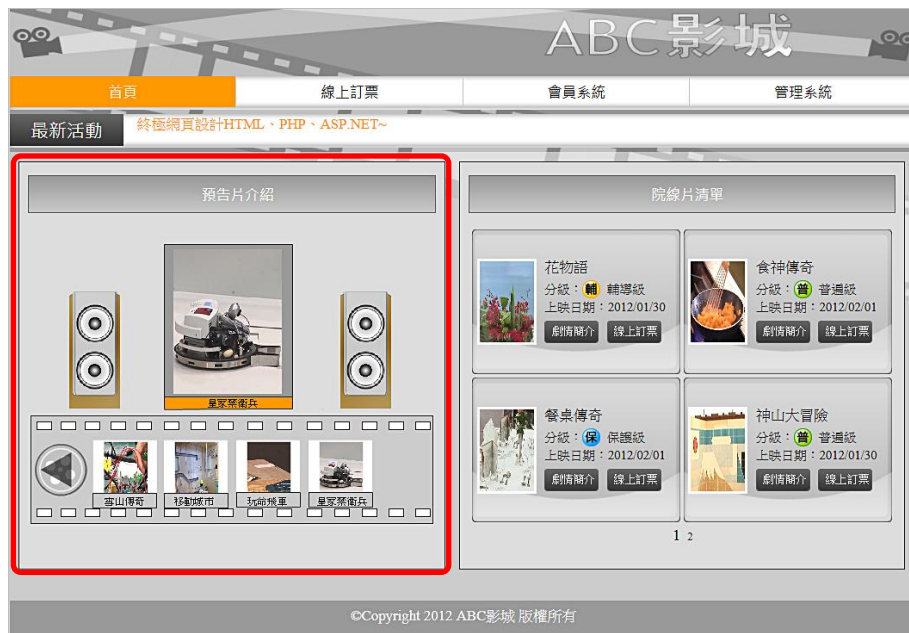 ABC影城
首頁 線上訂票 會員系統 管理系統
最新活動 終極網頁設計HTML、PHP、ASP.NET~
預告片介紹
皇家禁衛兵
雪山傳奇 移動城市 玩命飛車 皇家禁衛兵
院線片清單
花物語
分級：輔 輔導級
上映日期：2012/01/30
劇情簡介 線上訂票
食神傳奇
分級：普 普通級
上映日期：2012/02/01
劇情簡介 線上訂票
餐桌傳奇
分級：保 保護級
上映日期：2012/02/01
劇情簡介 線上訂票
神山大冒險
分級：普 普通級
上映日期：2012/01/30
劇情簡介 線上訂票
1 2
©Copyright 2012 ABC影城 版權所有